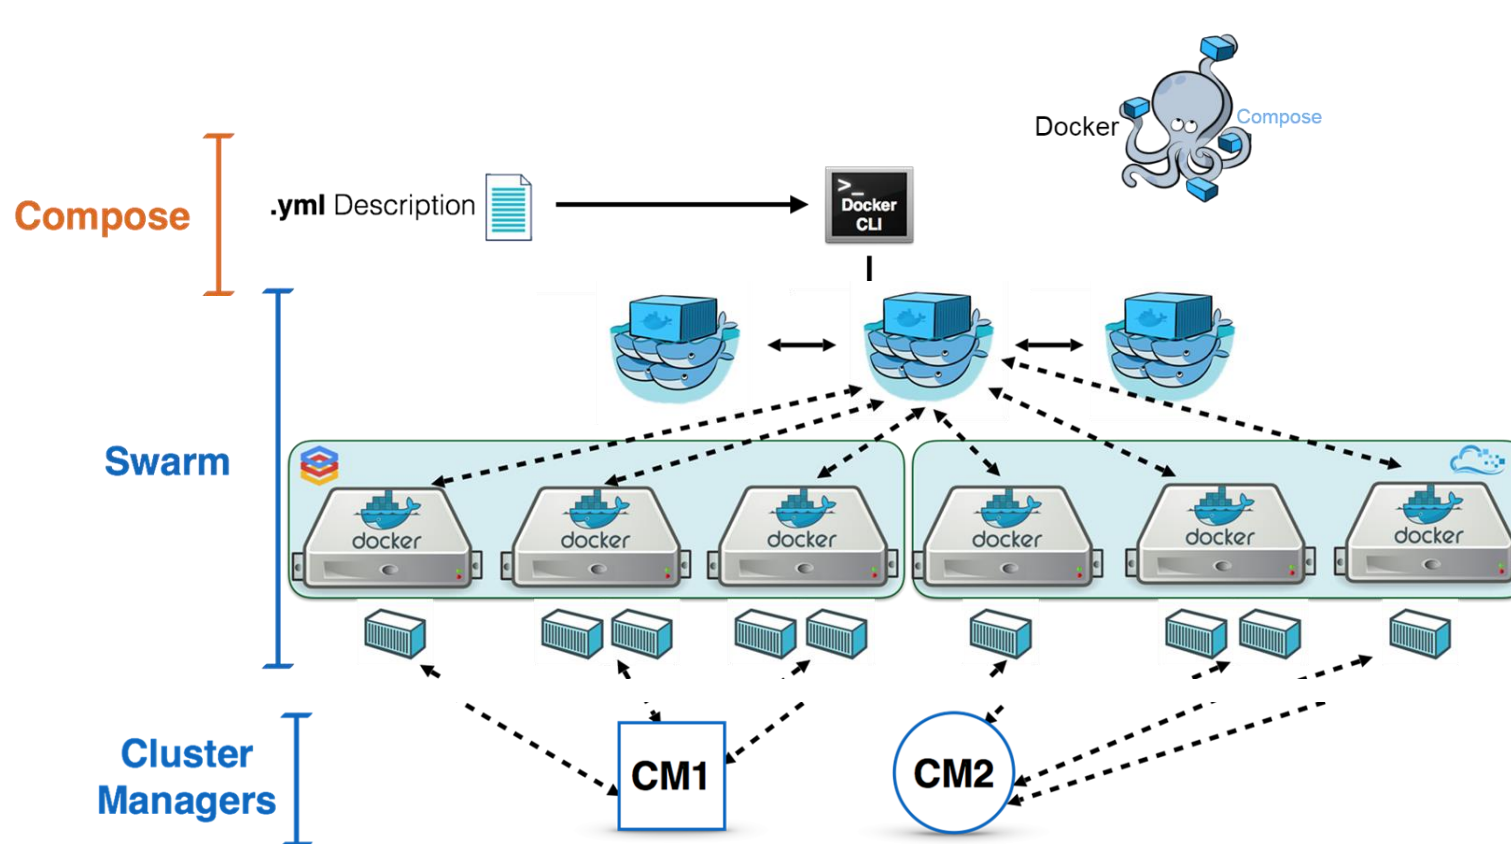 Docker
Compose
Compose
.yml Description
>_
Docker
CLI
Swarm
docker
docker
docker
docker
docker
docker
Cluster
Managers
CM1
CM2